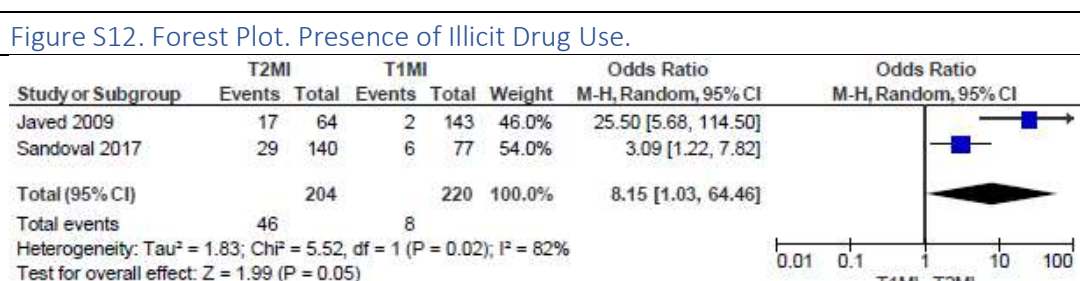 Figure S12. Forest Plot. Presence of Illicit Drug Use.
T2MI T1MI Odds Ratio Odds Ratio
Study or Subgroup Events Total Events Total Weight M-H, Random, 95% CI M-H, Random, 95% CI
Javed 2009 17 64 2 143 46.0% 25.50 [5.68, 114.50]
Sandoval 2017 29 140 6 77 54.0% 3.09 [1.22, 7.82]
Total (95% CI) 204 220 100.0% 8.15 [1.03, 64.46]
Total events 46 8
Heterogeneity: Tau² = 1.83; Chi² = 5.52, df = 1 (P = 0.02); I² = 82%
Test for overall effect: Z = 1.99 (P = 0.05)
0.01 0.1 1 10 100
T1MI T2MI